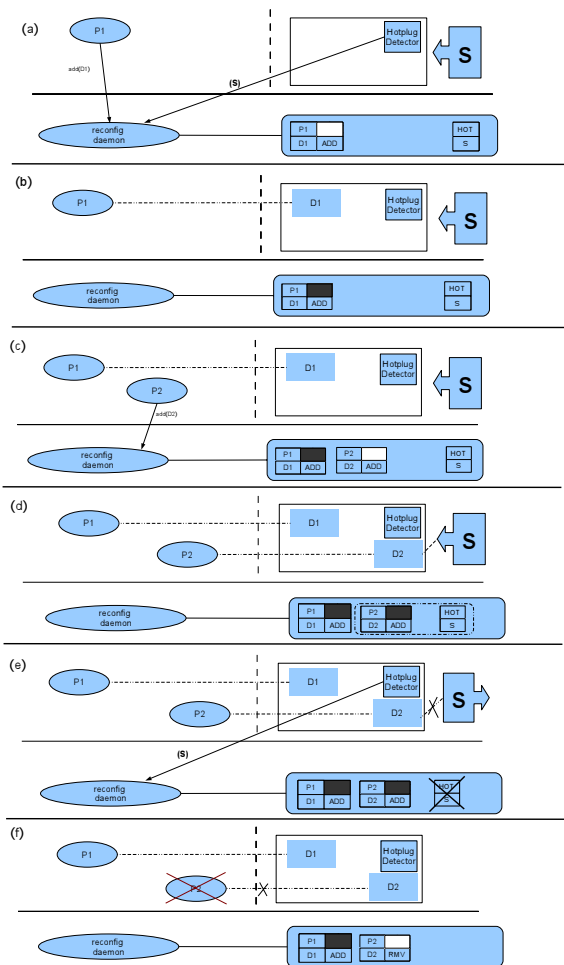 (a)
P1
Hotplug
Detector
S
add(D1)
(S)
reconfig
daemon
P1
HOT
D1 ADD
S
(b)
P1
D1
Hotplug
Detector
S
reconfig
daemon
P1
HOT
D1 ADD
S
(c)
P1
D1
Hotplug
Detector
S
P2
add(D2)
reconfig
daemon
P1 P2 HOT
D1 ADD D2 ADD S
(d)
P1
D1
Hotplug
Detector
S
P2
D2
reconfig
daemon
P1 P2 HOT
D1 ADD D2 ADD S
(e)
P1
D1
Hotplug
Detector
S
P2
D2
(S)
reconfig
daemon
P1 P2 HOT
D1 ADD D2 ADD S
(f)
P1
D1
Hotplug
Detector
P2
D2
reconfig
daemon
P1 P2
D1 ADD D2 RMV